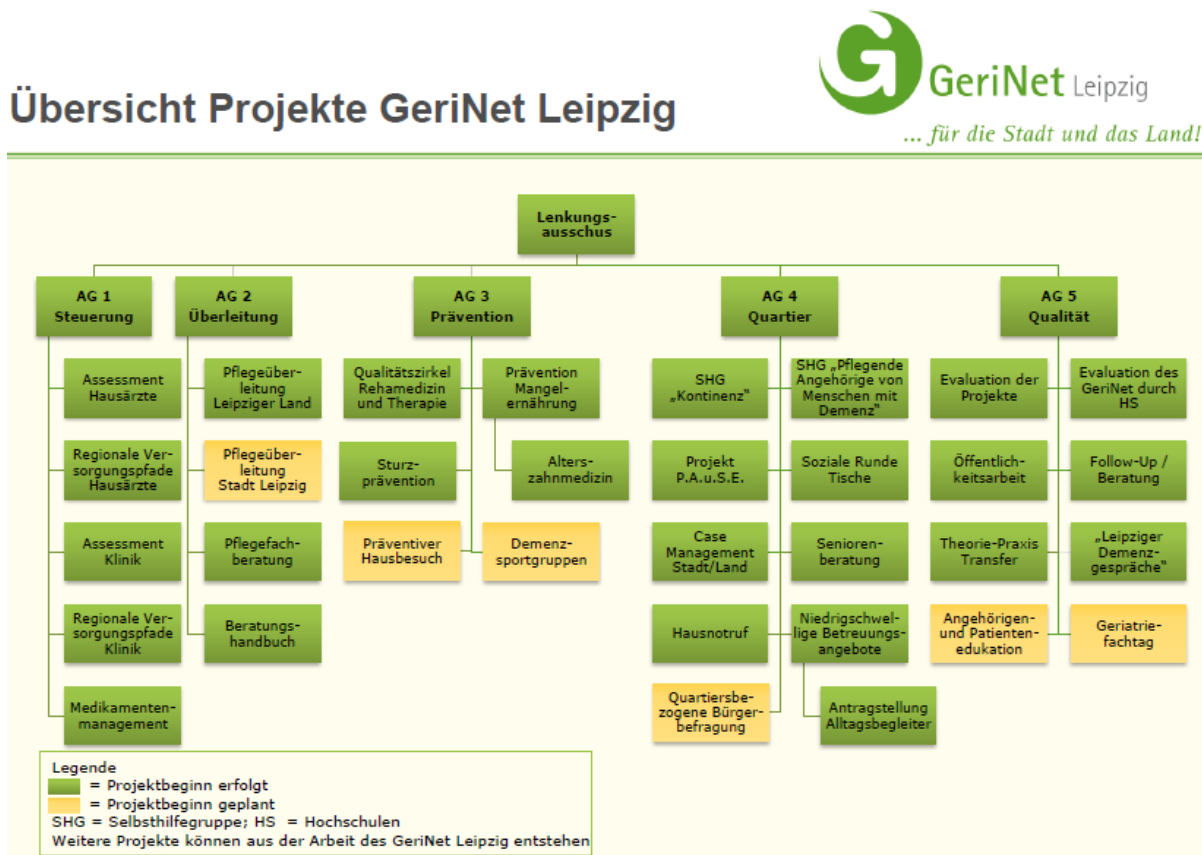 GeriNet Leipzig
... für die Stadt und das Land!
Übersicht Projekte GeriNet Leipzig
Lenkungs-
ausschus
AG 1
Steuerung
AG 2
Überleitung
AG 3
Prävention
AG 4
Quartier
AG 5
Qualität
Assessment
Hausärzte
Regionale Ver-
sorgungspfade
Hausärzte
Assessment
Klinik
Regionale Ver-
sorgungspfade
Klinik
Medikamenten-
management
Pflegeüber-
leitung
Leipziger Land
Pflegeüber-
leitung
Stadt Leipzig
Pflegefach-
beratung
Beratungs-
handbuch
Qualitätszirkel
Rehamedizin
und Therapie
Prävention
Mangel-
ernährung
Sturz-
prävention
Alters-
zahnmedizin
Präventiver
Hausbesuch
Demenz-
sportgruppen
SHG
„Kontinenz"
SHG „Pflegende
Angehörige von
Menschen mit
Demenz"
Projekt
P.A.u.S.E.
Soziale Runde
Tische
Case
Management
Stadt/Land
Senioren-
beratung
Hausnotruf
Niedrigschwel-
lige Betreuungs-
angebote
Quartiersbe-
zogene Bürger-
befragung
Antragstellung
Alltagsbegleiter
Evaluation der
Projekte
Evaluation des
GeriNet durch
HS
Öffentlich-
keitsarbeit
Follow-Up /
Beratung
Theorie-Praxis
Transfer
„Leipziger
Demenz-
gespräche"
Angehörigen-
und Patienten-
edukation
Geriatrie-
fachtag
Legende
= Projektbeginn erfolgt
= Projektbeginn geplant
SHG = Selbsthilfegruppe; HS = Hochschulen
Weitere Projekte können aus der Arbeit des GeriNet Leipzig entstehen